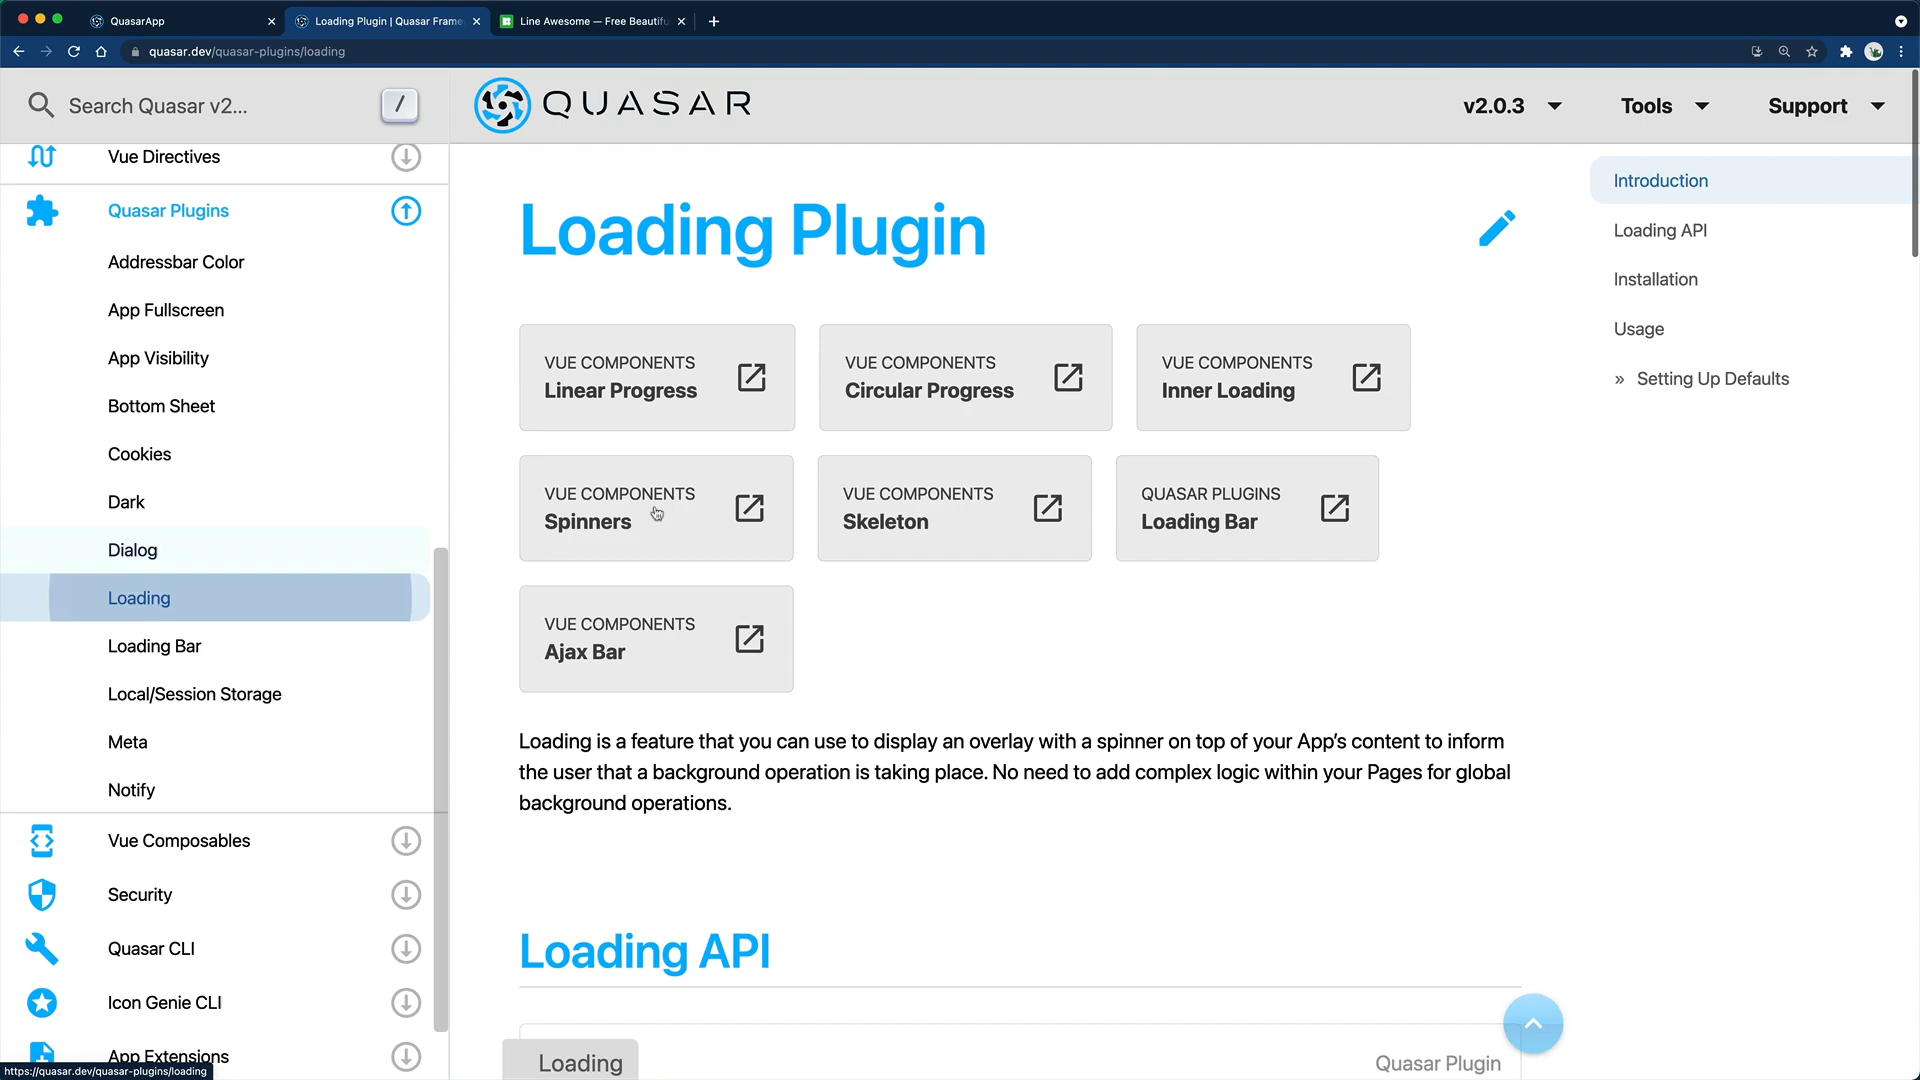 QuasarApp
Loading Plugin | Quasar Frame
Line Awesome — Free Beautifu
quasar.dev/quasar-plugins/loading
Search Quasar v2...
/
QUASAR
v2.0.3
Tools
Support
Vue Directives
Quasar Plugins
Addressbar Color
App Fullscreen
App Visibility
Bottom Sheet
Cookies
Dark
Dialog
Loading
Loading Bar
Local/Session Storage
Meta
Notify
Vue Composables
Security
Quasar CLI
Icon Genie CLI
App Extensions
https://quasar.dev/quasar-plugins/loading
Loading Plugin
VUE COMPONENTS
Linear Progress
VUE COMPONENTS
Circular Progress
VUE COMPONENTS
Inner Loading
VUE COMPONENTS
Spinners
VUE COMPONENTS
Skeleton
QUASAR PLUGINS
Loading Bar
VUE COMPONENTS
Ajax Bar
Loading is a feature that you can use to display an overlay with a spinner on top of your App’s content to inform
the user that a background operation is taking place. No need to add complex logic within your Pages for global
background operations.
Loading API
Loading
Quasar Plugin
Introduction
Loading API
Installation
Usage
» Setting Up Defaults